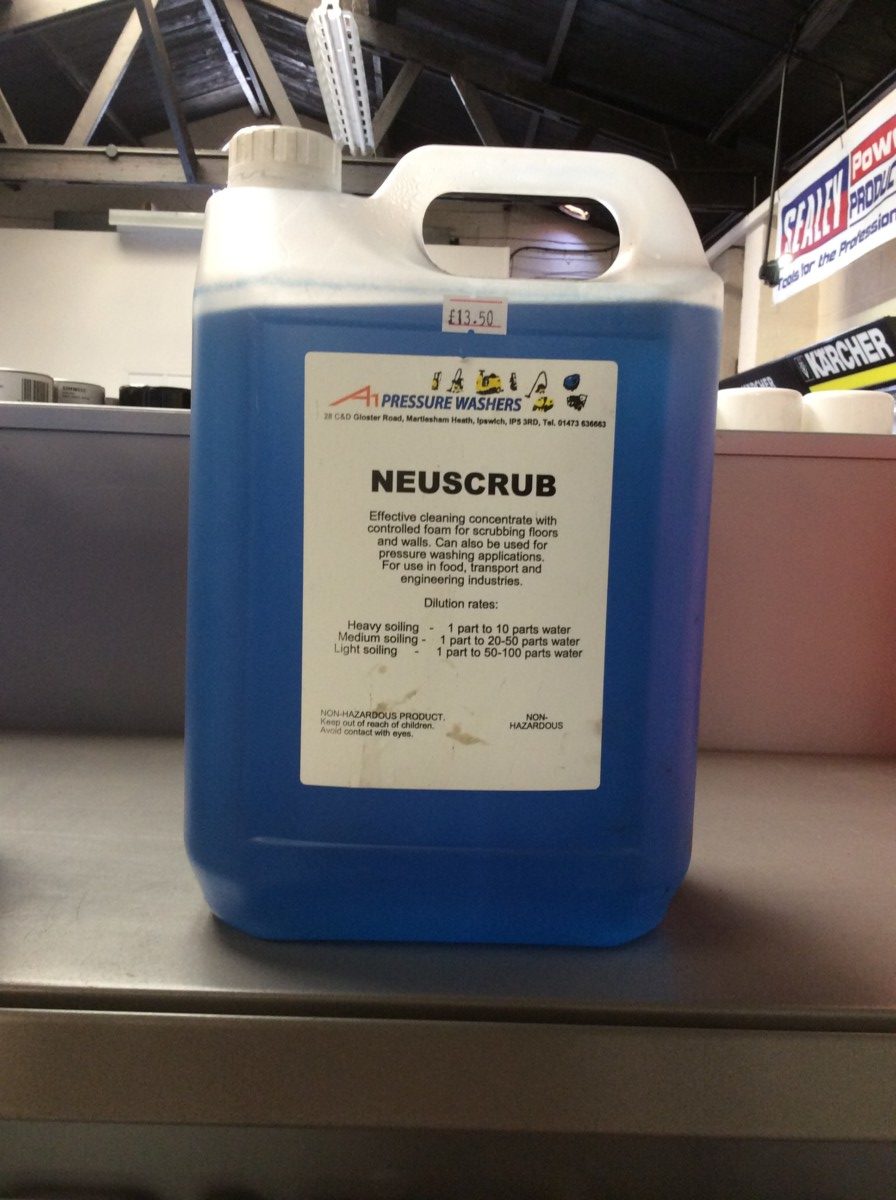 SEALEY POW
PRODUC
Tools for the Professio
KÄRCHER
KÄRCHER
£13.50
A1 PRESSURE WASHERS
28 C&D Gloster Road, Martlesham Heath, Ipswich, IP5 3RD, Tel. 01473 636663
NEUSCRUB
Effective cleaning concentrate with
controlled foam for scrubbing floors
and walls. Can also be used for
pressure washing applications.
For use in food, transport and
engineering industries.
Dilution rates:
Heavy soiling - 1 part to 10 parts water
Medium soiling - 1 part to 20-50 parts water
Light soiling - 1 part to 50-100 parts water
NON-HAZARDOUS PRODUCT.
Keep out of reach of children.
Avoid contact with eyes.
NON-
HAZARDOUS